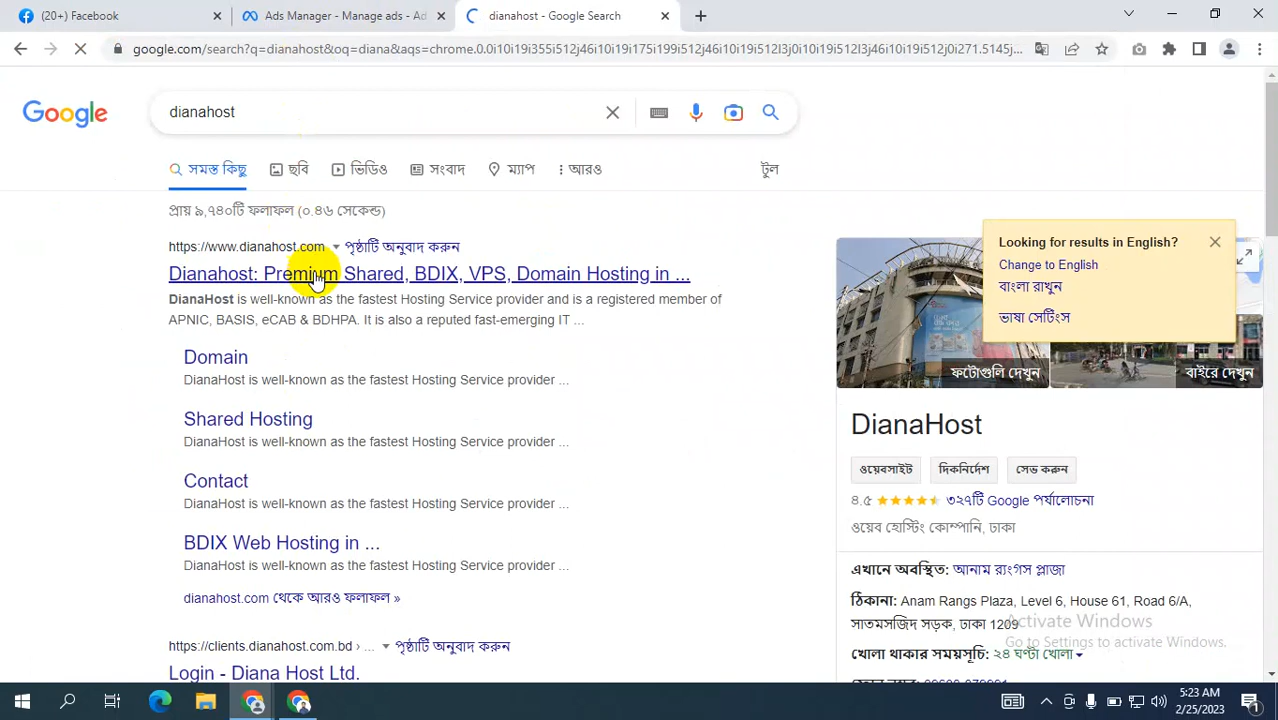 (20+) Facebook
Ads Manager - Manage ads - Ad
dianahost - Google Search
google.com/search?q=dianahost&oq=diana&aqs=chrome.0.0i10i19i355i512j46i10i19i175i199i512j46i10i19i512l3j0i10i19i512l3j46i10i19i512j0i271.5145j...
Google
dianahost
সমস্ত কিছু
ছবি
ভিডিও
সংবাদ
ম্যাপ
আরও
টুল
প্রায় ৯,৭৪০টি ফলাফল (০.৪৬ সেকেন্ড)
https://www.dianahost.com পৃষ্ঠাটি অনুবাদ করুন
Dianahost: Premium Shared, BDIX, VPS, Domain Hosting in ...
DianaHost is well-known as the fastest Hosting Service provider and is a registered member of
APNIC, BASIS, eCAB & BDHPA. It is also a reputed fast-emerging IT ...
Domain
DianaHost is well-known as the fastest Hosting Service provider ...
Shared Hosting
DianaHost is well-known as the fastest Hosting Service provider ...
Contact
DianaHost is well-known as the fastest Hosting Service provider ...
BDIX Web Hosting in ...
DianaHost is well-known as the fastest Hosting Service provider ...
dianahost.com থেকে আরও ফলাফল »
https://clients.dianahost.com.bd › ... পৃষ্ঠাটি অনুবাদ করুন
Login - Diana Host Ltd.
Looking for results in English?
Change to English
বাংলা রাখুন
ভাষা সেটিংস
ফটোগুলি দেখুন
বাইরে দেখুন
DianaHost
ওয়েবসাইট
দিকনির্দেশ
সেভ করুন
৪.৫
৩২৭টি Google পর্যালোচনা
ওয়েব হোস্টিং কোম্পানি, ঢাকা
এখানে অবস্থিত: আনাম র‍্যাংগস প্লাজা
ঠিকানা: Anam Rangs Plaza, Level 6, House 61, Road 6/A,
সাতমসজিদ সড়ক, ঢাকা 1209
খোলা থাকার সময়সূচি: ২৪ ঘণ্টা খোলা
Activate Windows
Go to Settings to activate Windows.
5:23 AM
2/25/2023
1